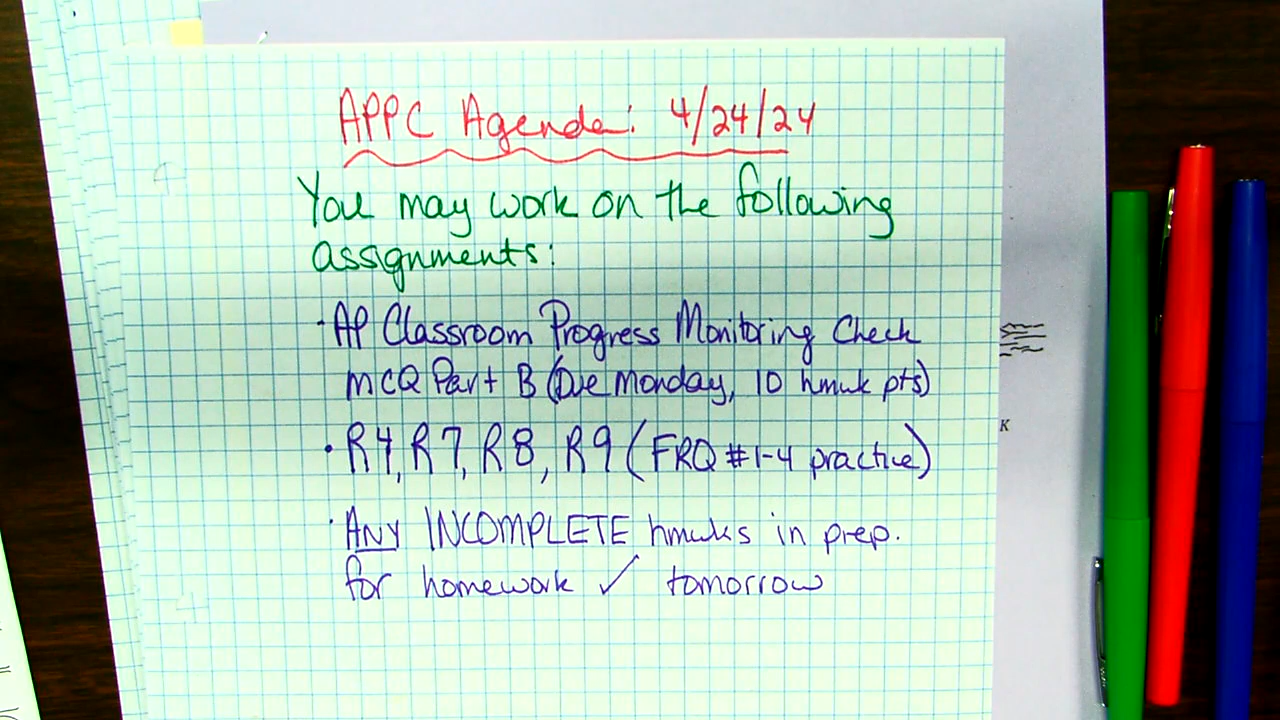 APPC Agenda: 4/24/24
You may work on the following
assignments:
· AP Classroom Progress Monitoring Check
MCQ Part B (Due Monday, 10 hmwk pts)
· R4, R7, R8, R9 (FRQ #1-4 practice)
· ANY INCOMPLETE hmwks in prep.
for homework ✓ tomorrow
K